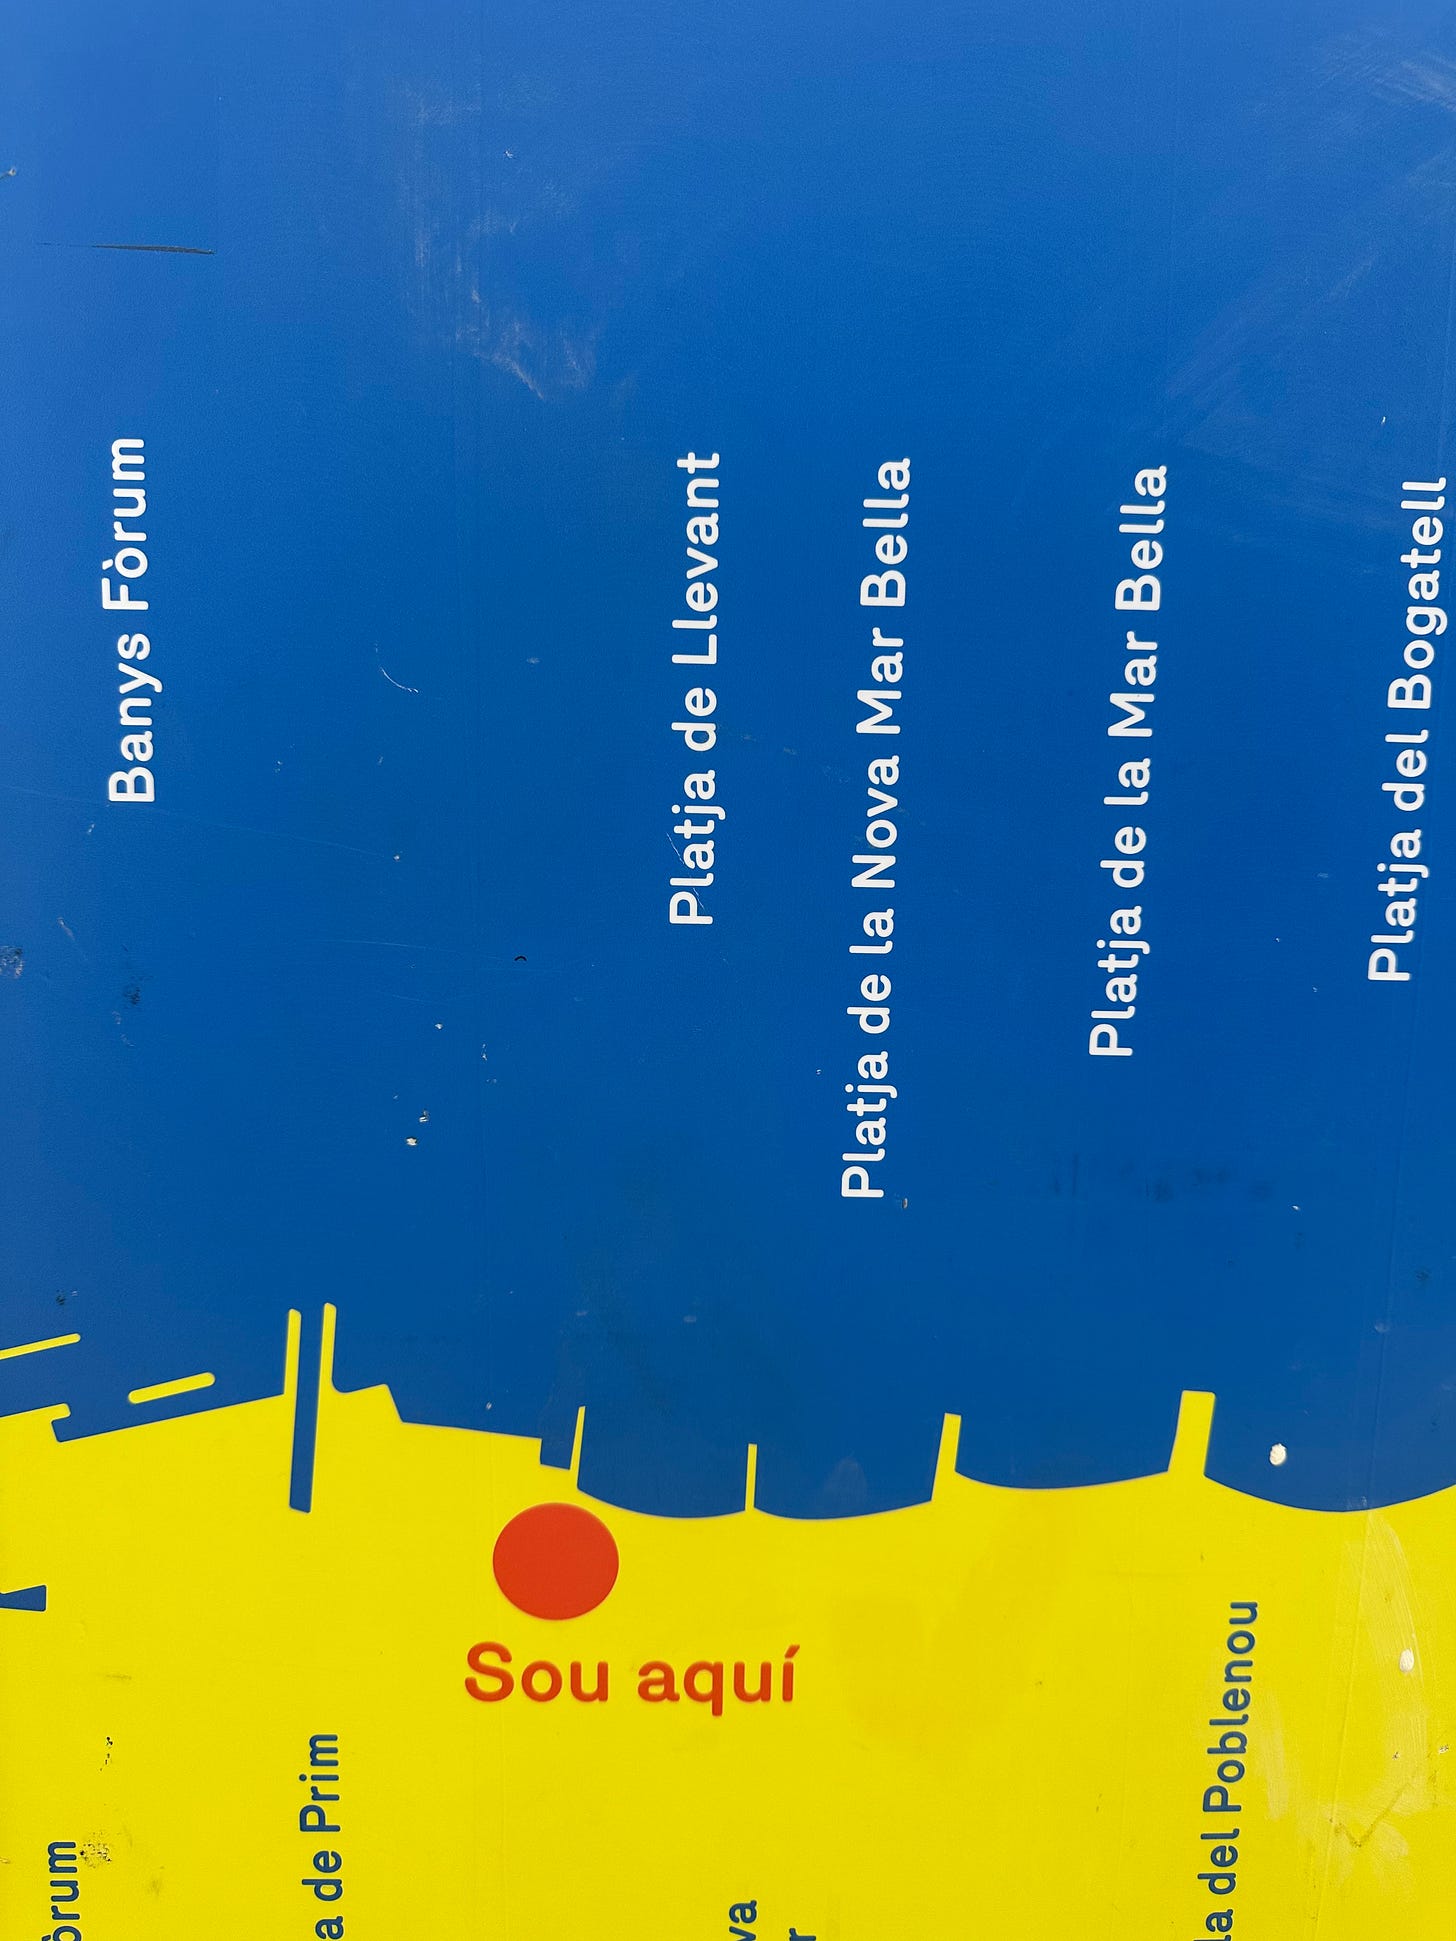 Banys Fòrum
Platja de Llevant
Platja de la Nova Mar Bella
Platja de la Mar Bella
Platja del Bogatell
Sou aquí
òrum
a de Prim
va
r
la del Poblenou